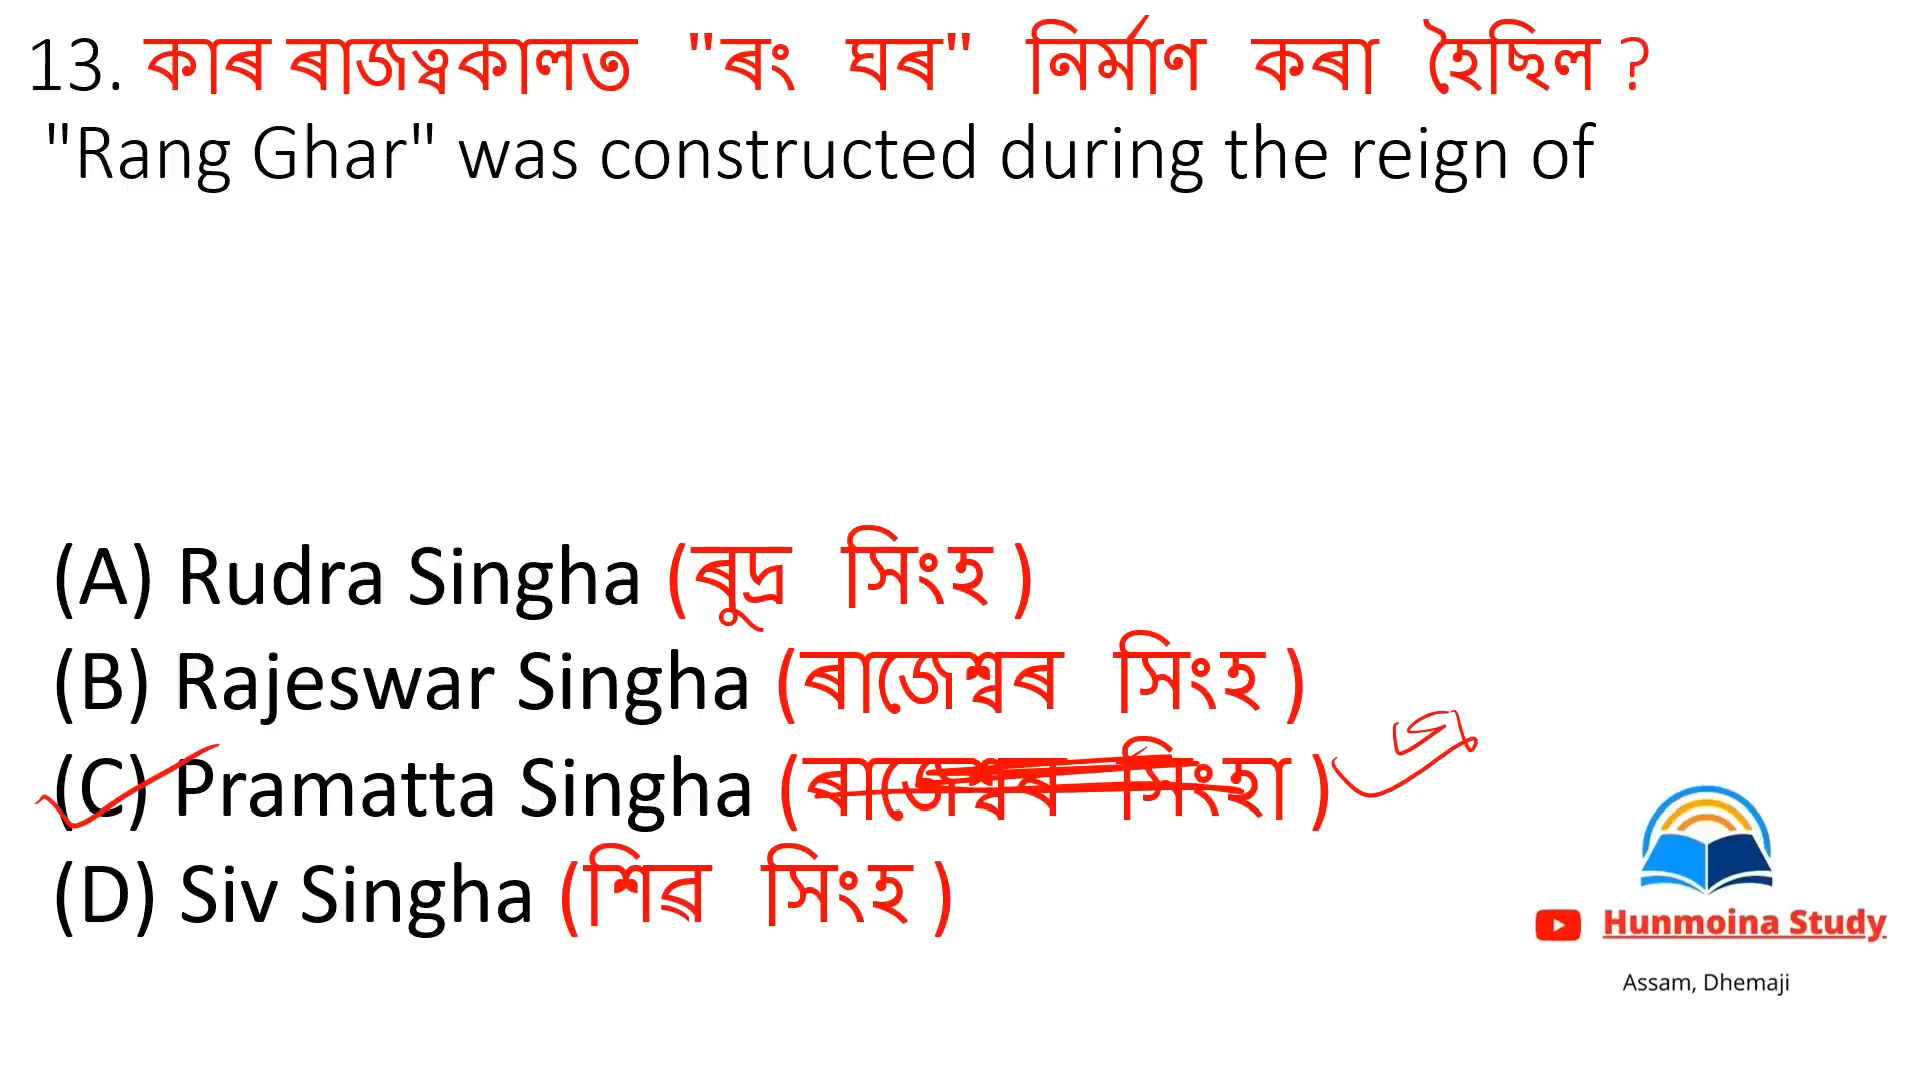 13. কাৰ ৰাজত্বকালত "ৰং ঘৰ" নিৰ্মাণ কৰা হৈছিল ?
"Rang Ghar" was constructed during the reign of
(A) Rudra Singha (ৰুদ্ৰ সিংহ )
(B) Rajeswar Singha (ৰাজেশ্বৰ সিংহ )
(C) Pramatta Singha (ৰাজেশ্বৰ সিংহা )
(D) Siv Singha (শিৱ সিংহ )
Hunmoina Study
Assam, Dhemaji